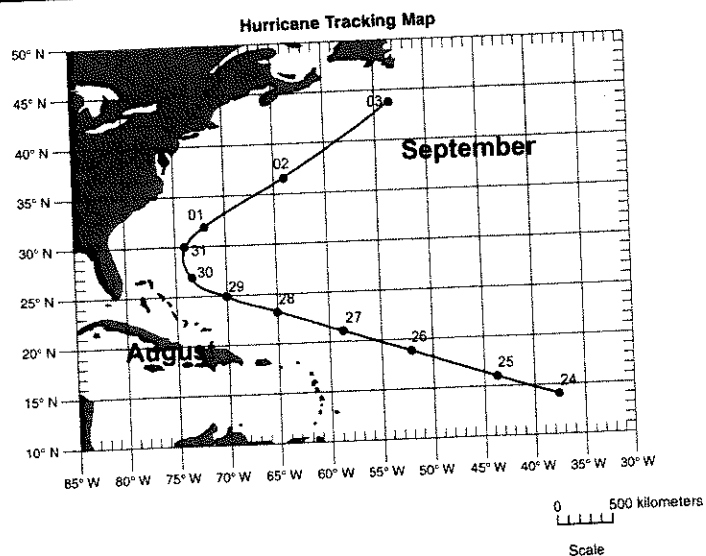 Hurricane Tracking Map
50° N
45° N
40° N
35° N
30° N
25° N
20° N
15° N
10° N
03
September
02
01
31
30
29
28
27
26
25
24
August
85° W 80° W 75° W 70° W 65° W 60° W 55° W 50° W 45° W 40° W 35° W 30° W
0 500 kilometers
Scale